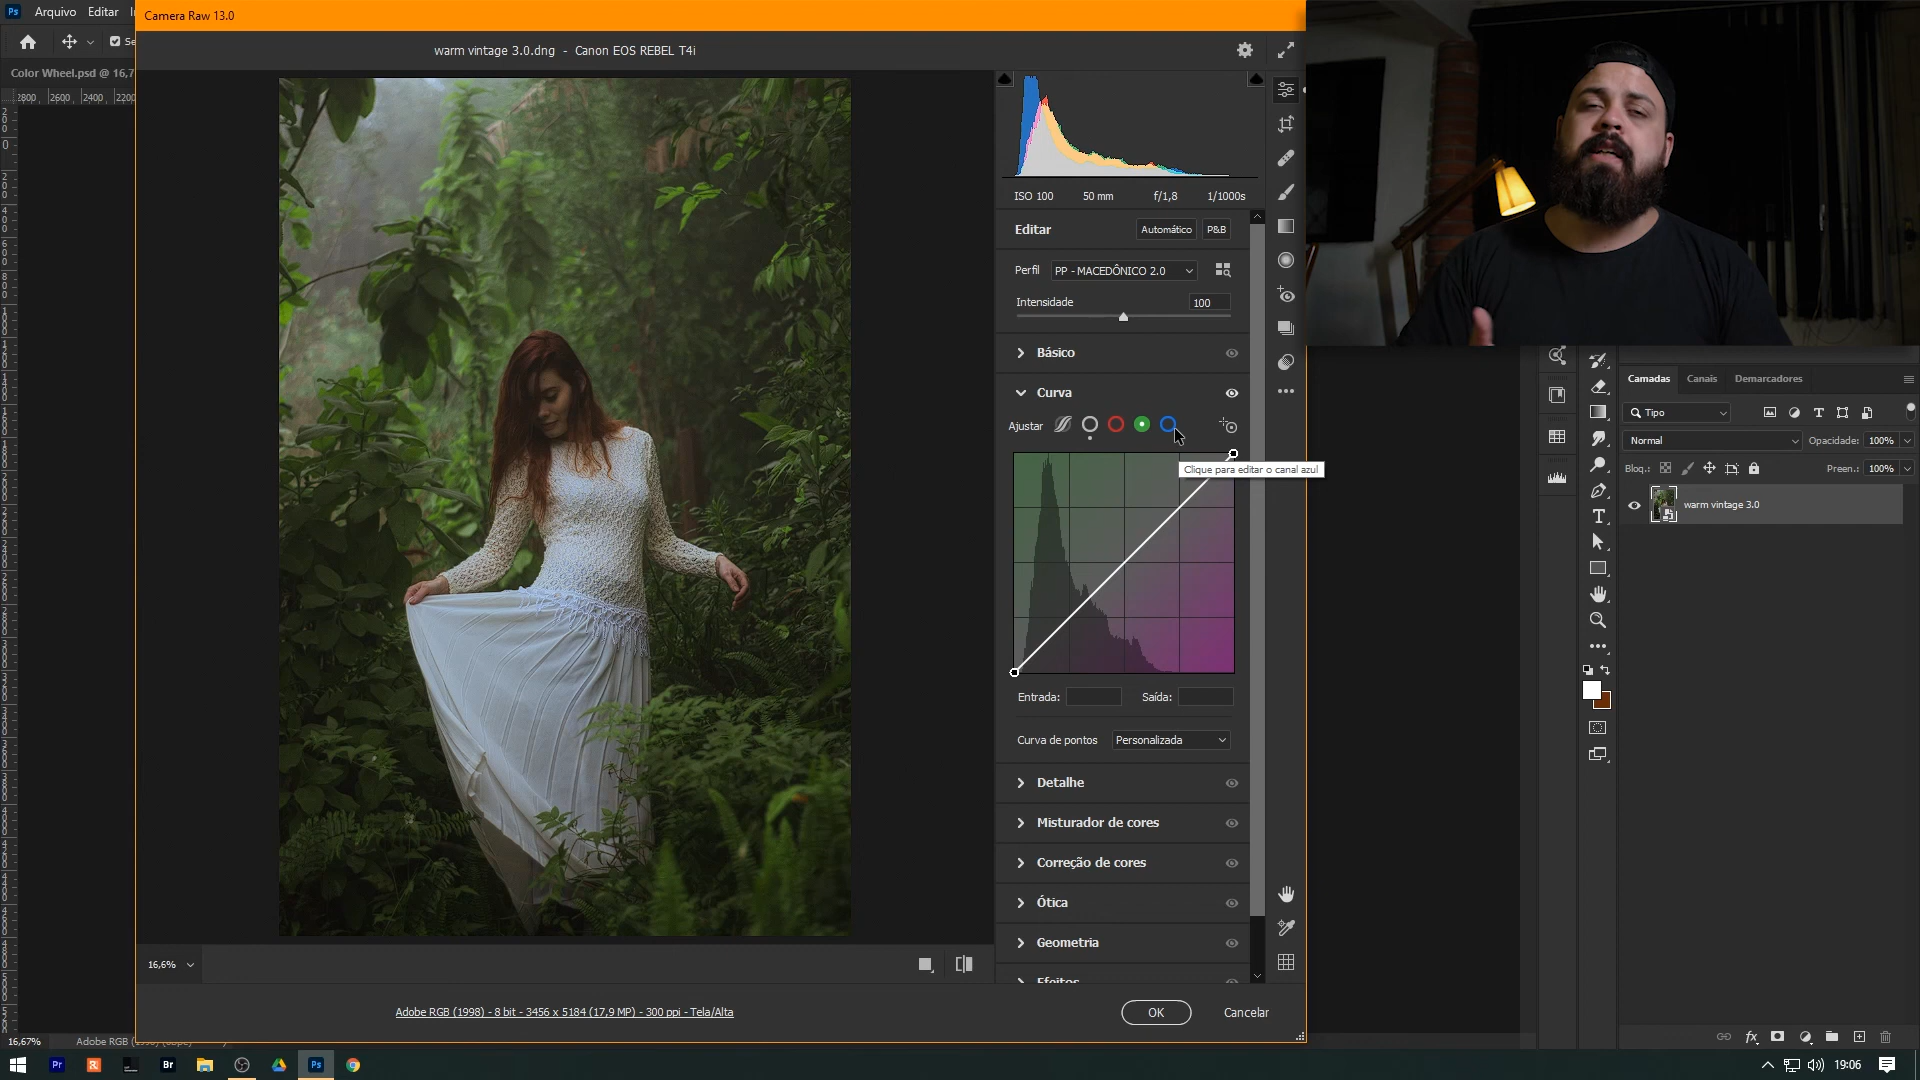 Ps Arquivo Editar
Camera Raw 13.0
Color Wheel.psd @ 16,7
warm vintage 3.0.dng - Canon EOS REBEL T4i
2800 2600 2400 2200
ISO 100 50 mm f/1,8 1/1000s
Editar Automático P&B
Perfil PP - MACEDÔNICO 2.0
Intensidade 100
Básico
Curva
Ajustar
Clique para editar o canal azul
Entrada: Saída:
Curva de pontos Personalizada
Detalhe
Misturador de cores
Correção de cores
Ótica
Geometria
Efeitos
16,6%
Adobe RGB (1998) - 8 bit - 3456 x 5184 (17,9 MP) - 300 ppi - Tela/Alta
OK Cancelar
Camadas Canais Demarcadores
Tipo
Normal Opacidade: 100%
Bloq.: Preen.: 100%
warm vintage 3.0
16,67% Adobe RGB
Pr Br Ps 19:06